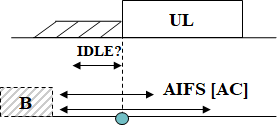 UL
IDLE?
B
AIFS [AC]